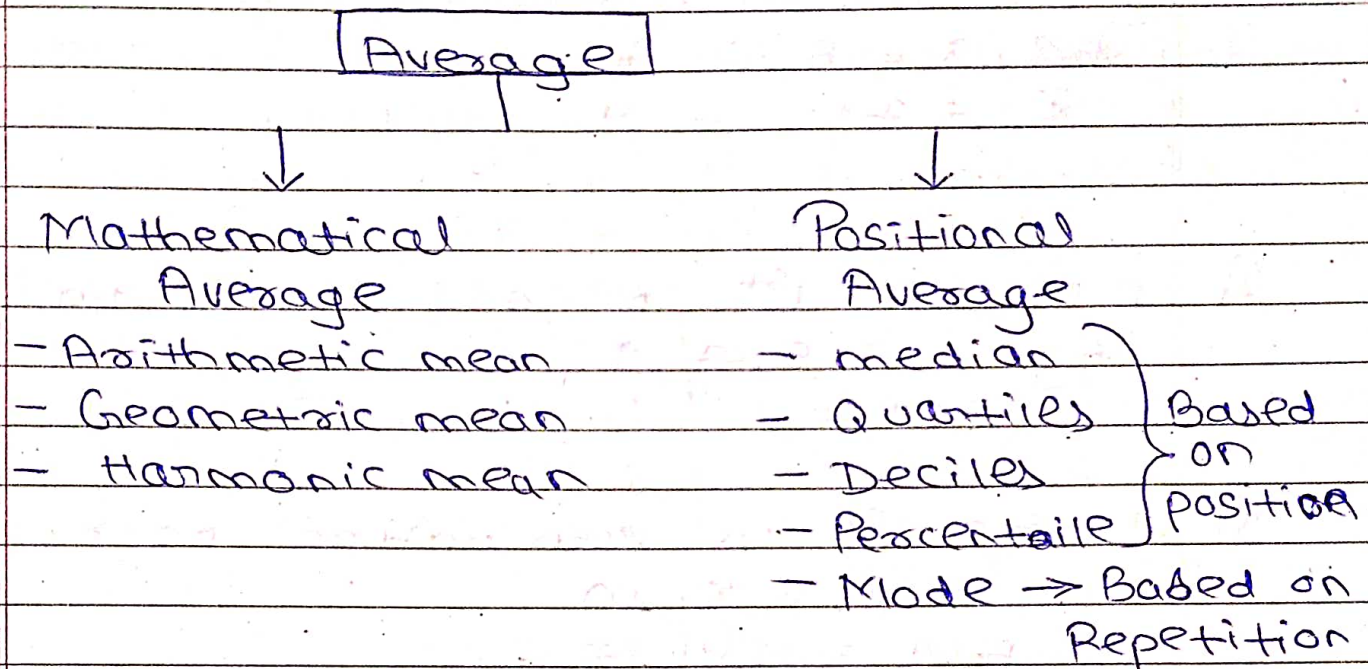 Average
Mathematical
Average
- Arithmetic mean
- Geometric mean
- Harmonic mean
Positional
Average
- median
- Quartiles
- Deciles
- Percentaile
Based
on
position
- Mode → Based on
Repetition